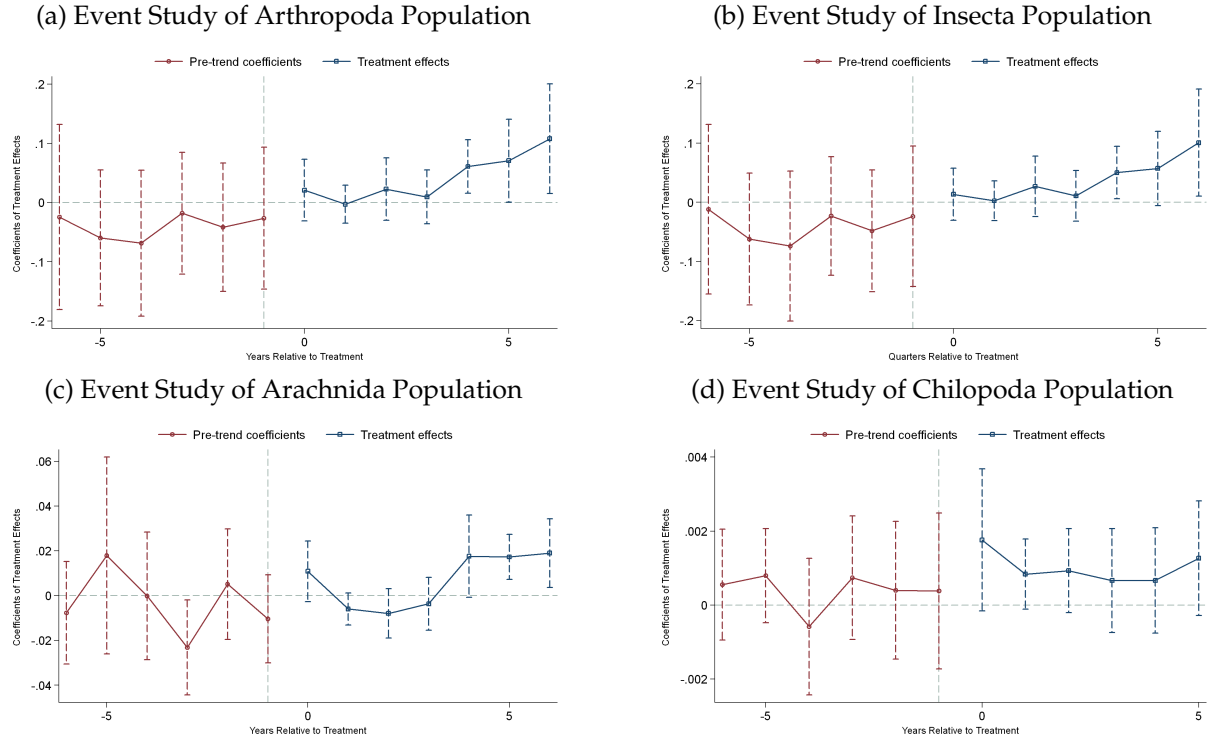 (a) Event Study of Arthropoda Population
Pre-trend coefficients
Treatment effects
Coefficients of Treatment Effects
.2
.1
0
-.1
-.2
-5
0
5
Years Relative to Treatment
(b) Event Study of Insecta Population
Pre-trend coefficients
Treatment effects
Coefficients of Treatment Effects
.2
.1
0
-.1
-.2
-5
0
5
Quarters Relative to Treatment
(c) Event Study of Arachnida Population
Pre-trend coefficients
Treatment effects
Coefficients of Treatment Effects
.06
.04
.02
0
-.02
-.04
-5
0
5
Years Relative to Treatment
(d) Event Study of Chilopoda Population
Pre-trend coefficients
Treatment effects
Coefficients of Treatment Effects
.004
.002
0
-.002
-5
0
5
Years Relative to Treatment